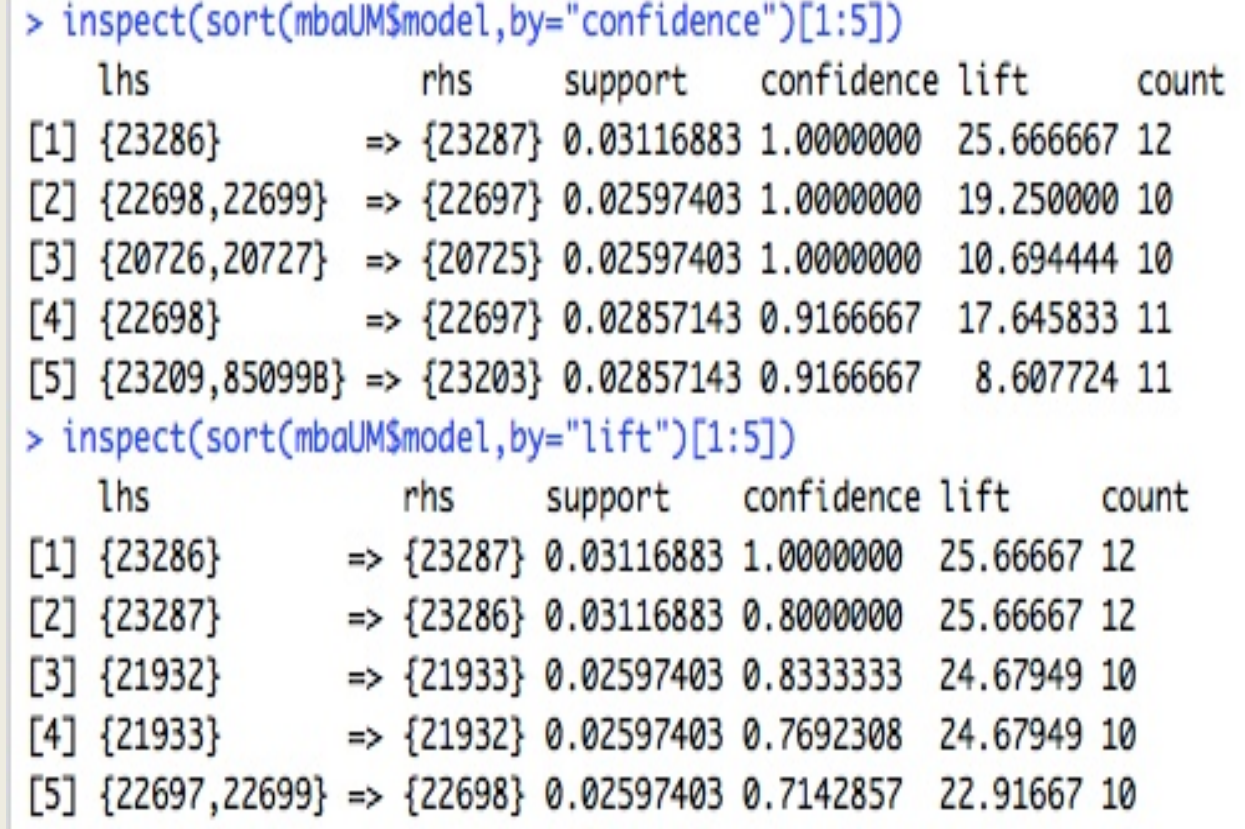 > inspect(sort(mbaUM$model,by="confidence")[1:5])
lhs rhs support confidence lift count
[1] {23286} => {23287} 0.03116883 1.0000000 25.666667 12
[2] {22698,22699} => {22697} 0.02597403 1.0000000 19.250000 10
[3] {20726,20727} => {20725} 0.02597403 1.0000000 10.694444 10
[4] {22698} => {22697} 0.02857143 0.9166667 17.645833 11
[5] {23209,85099B} => {23203} 0.02857143 0.9166667 8.607724 11
> inspect(sort(mbaUM$model,by="lift")[1:5])
lhs rhs support confidence lift count
[1] {23286} => {23287} 0.03116883 1.0000000 25.66667 12
[2] {23287} => {23286} 0.03116883 0.8000000 25.66667 12
[3] {21932} => {21933} 0.02597403 0.8333333 24.67949 10
[4] {21933} => {21932} 0.02597403 0.7692308 24.67949 10
[5] {22697,22699} => {22698} 0.02597403 0.7142857 22.91667 10